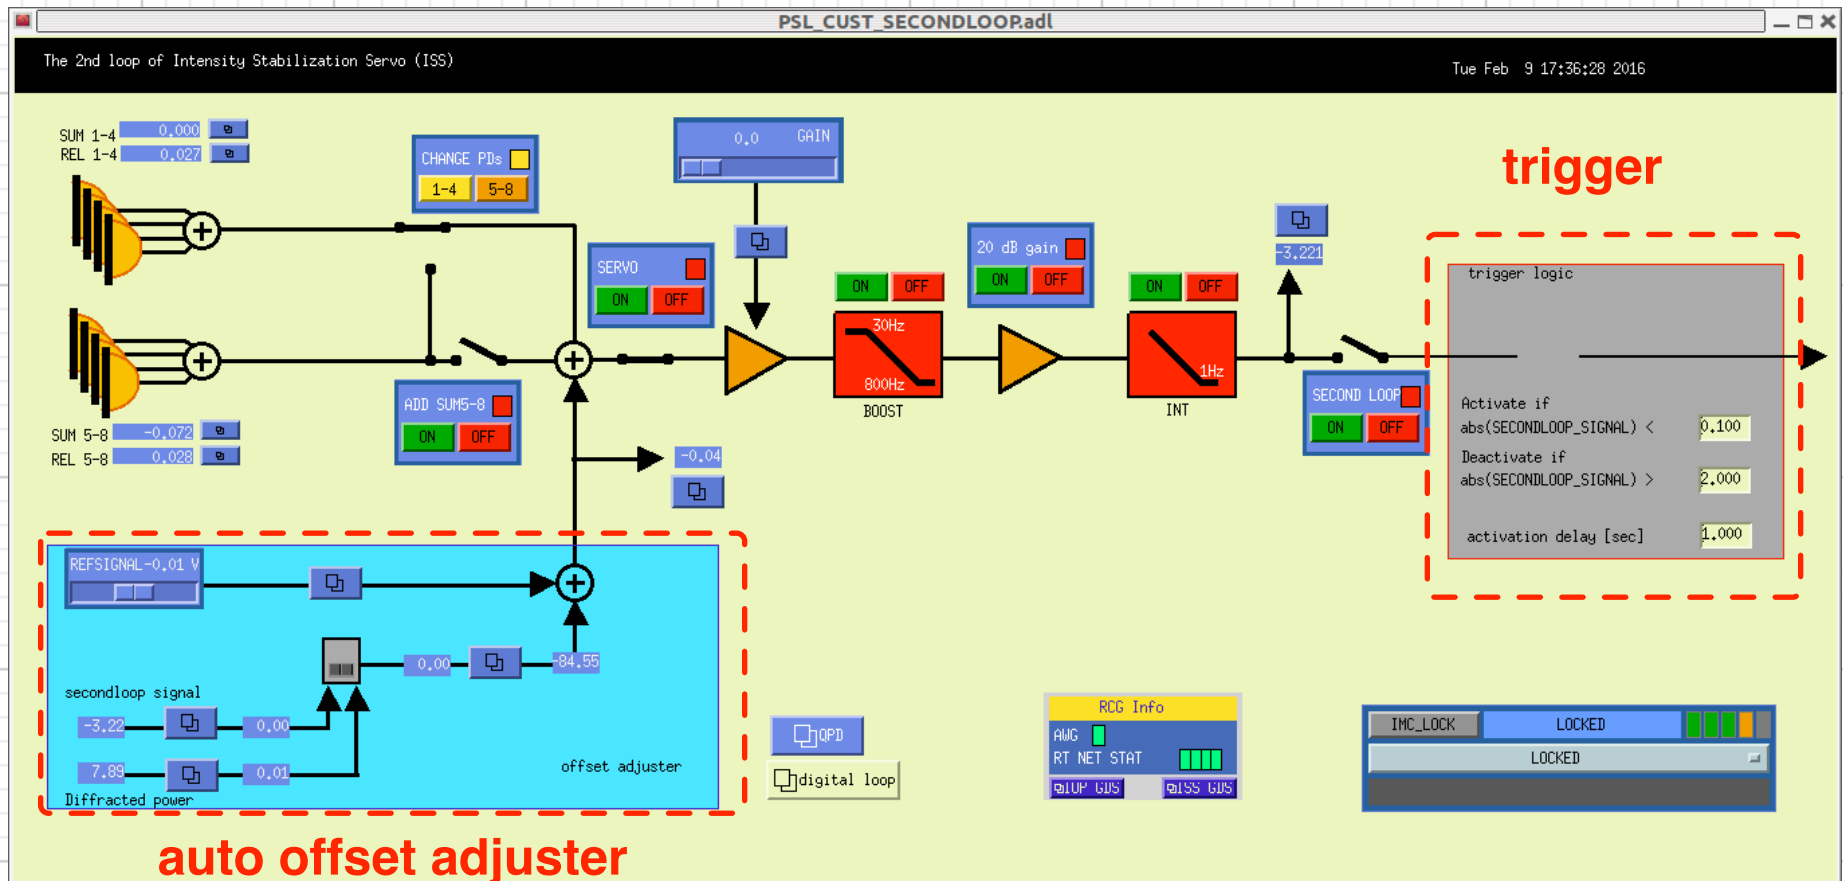 PSL_CUST_SECONDLOOP.adl
The 2nd loop of Intensity Stabilization Servo (ISS)
Tue Feb 9 17:36:28 2016
SUM 1-4 0.000
REL 1-4 0.027
CHANGE PDs
1-4 5-8
0.0 GAIN
trigger
SERVO
ON OFF
20 dB gain
ON OFF
ON OFF
ON OFF
-3.221
trigger logic
30Hz
800Hz
BOOST
1Hz
INT
SECOND LOOP
ON OFF
ADD SUM5-8
ON OFF
SUM 5-8 -0.072
REL 5-8 0.028
-0.04
Activate if
abs(SECONDLOOP_SIGNAL) < 0.100
Deactivate if
abs(SECONDLOOP_SIGNAL) > 2.000
activation delay [sec] 1.000
REFSIGNAL-0.01 V
0.00 -84.55
secondloop signal
-3.22 0.00
7.89 0.01
Diffracted power
offset adjuster
QPD
digital loop
RCG Info
AWG
RT NET STAT
IOP GDS ISS GDS
IMC_LOCK LOCKED
LOCKED
auto offset adjuster